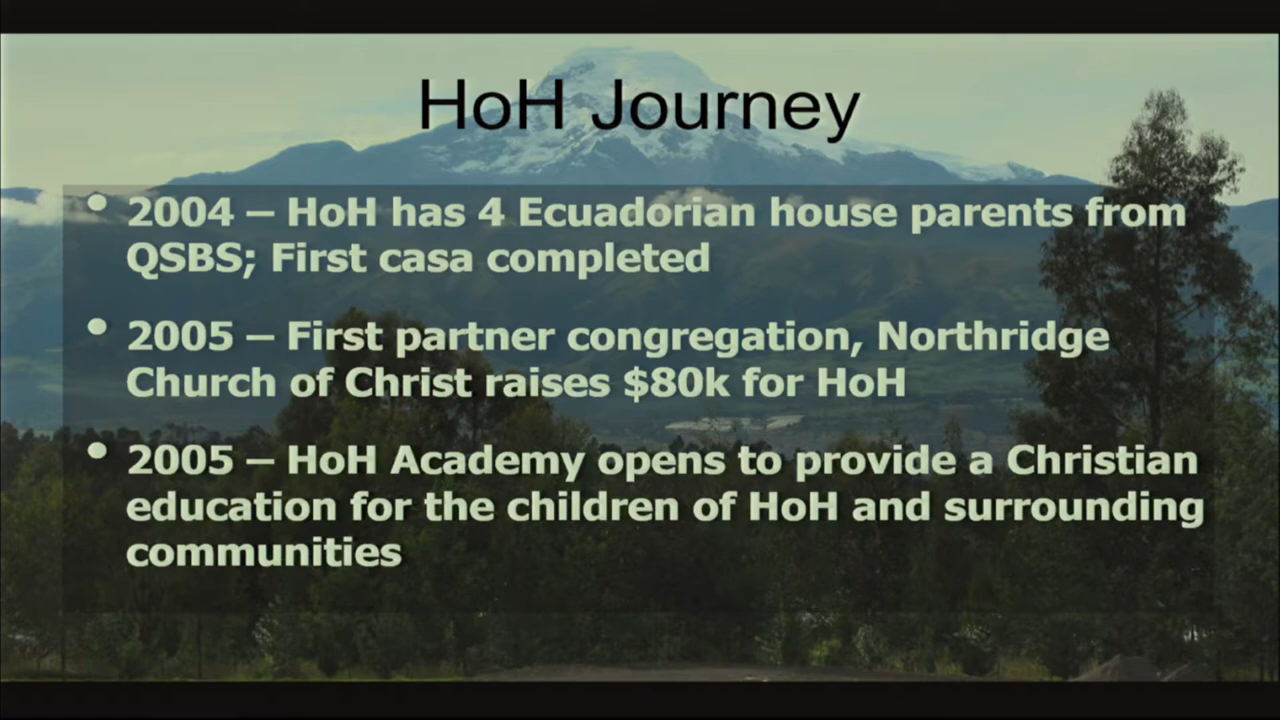 HoH Journey
• 2004 – HoH has 4 Ecuadorian house parents from
QSBS; First casa completed
• 2005 – First partner congregation, Northridge
Church of Christ raises $80k for HoH
• 2005 – HoH Academy opens to provide a Christian
education for the children of HoH and surrounding
communities